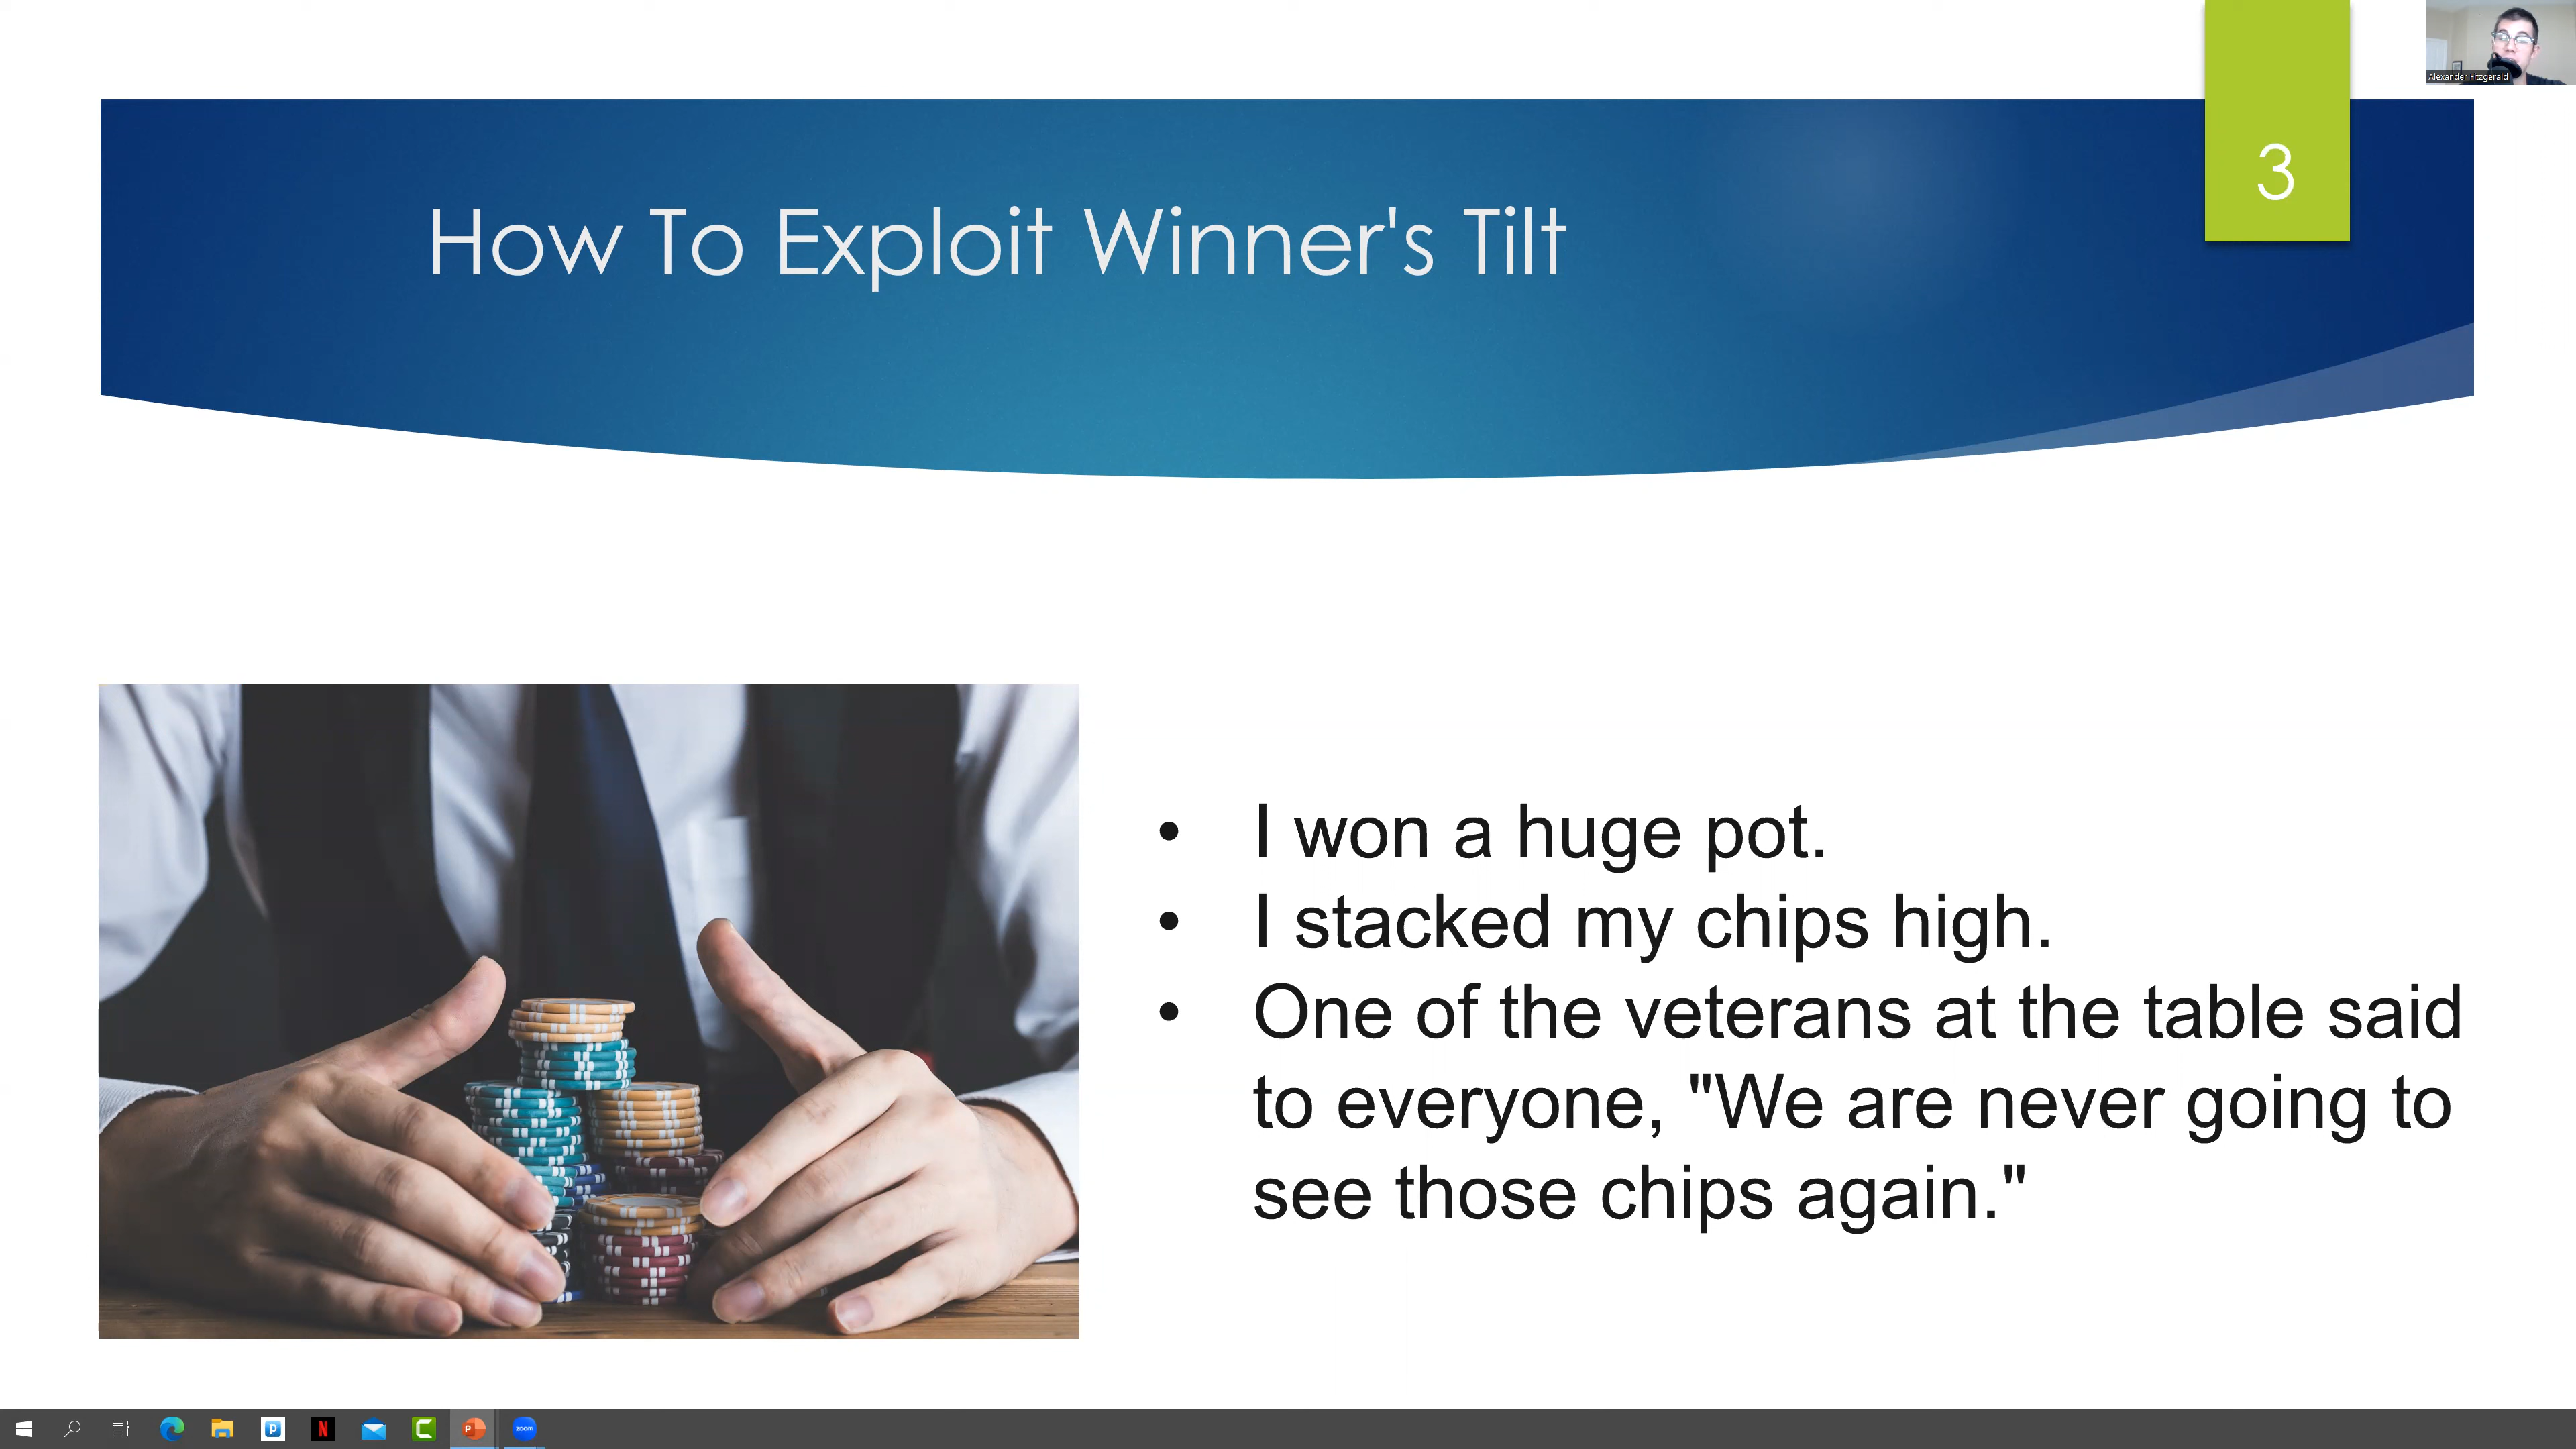 Alexander Fitzgerald
3
How To Exploit Winner's Tilt
• I won a huge pot.
• I stacked my chips high.
• One of the veterans at the table said
to everyone, "We are never going to
see those chips again."
P
N
C
P
zoom